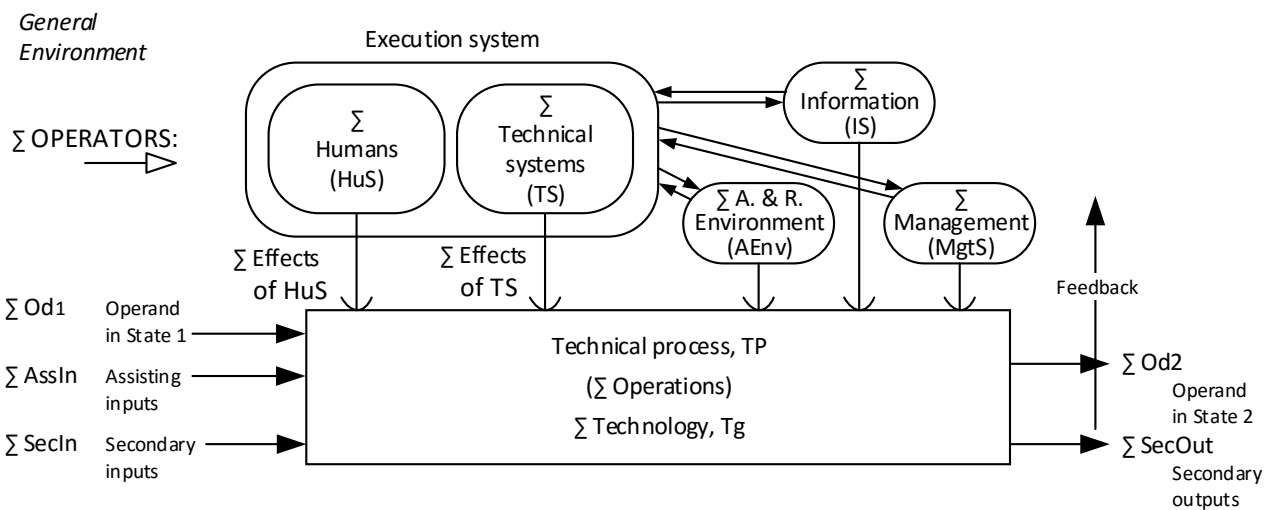 General
Environment
Execution system
∑ OPERATORS:
∑
Humans
(HuS)
∑
Technical
systems
(TS)
∑
Information
(IS)
∑ A. & R.
Environment
(AEnv)
∑
Management
(MgtS)
∑ Effects
of HuS
∑ Effects
of TS
Feedback
∑ Od1 Operand
in State 1
∑ AssIn Assisting
inputs
∑ SecIn Secondary
inputs
Technical process, TP
(∑ Operations)
∑ Technology, Tg
∑ Od2
Operand
in State 2
∑ SecOut
Secondary
outputs